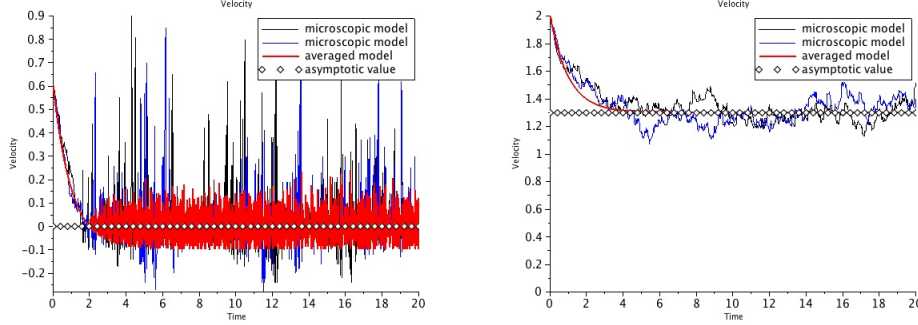 Velocity
0.9
0.8
0.7
0.6
0.5
0.4
0.3
0.2
0.1
0
-0.1
-0.2
Velocity
microscopic model
microscopic model
averaged model
asymptotic value
0 2 4 6 8 10 12 14 16 18 20
Time
Velocity
2
1.8
1.6
1.4
1.2
1
0.8
0.6
0.4
0.2
0
Velocity
microscopic model
microscopic model
averaged model
asymptotic value
0 2 4 6 8 10 12 14 16 18 20
Time